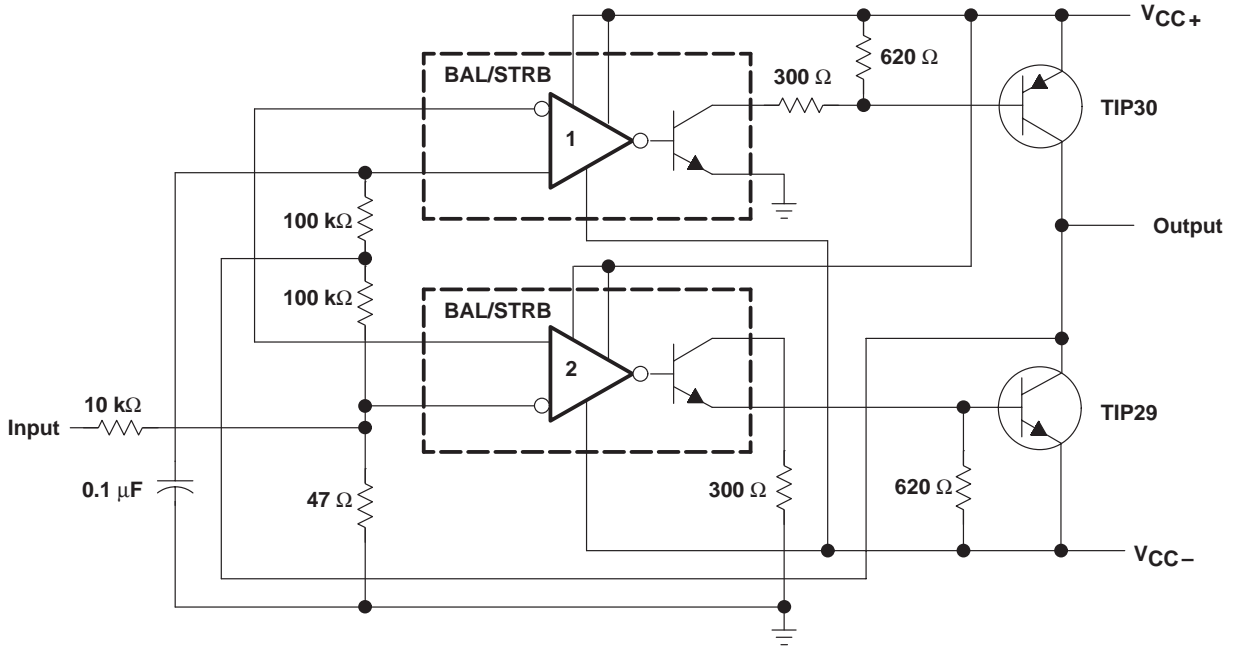 VCC+
BAL/STRB
300 Ω
620 Ω
TIP30
1
100 kΩ
Output
100 kΩ
BAL/STRB
2
10 kΩ
Input
TIP29
0.1 μF
47 Ω
300 Ω
620 Ω
VCC–